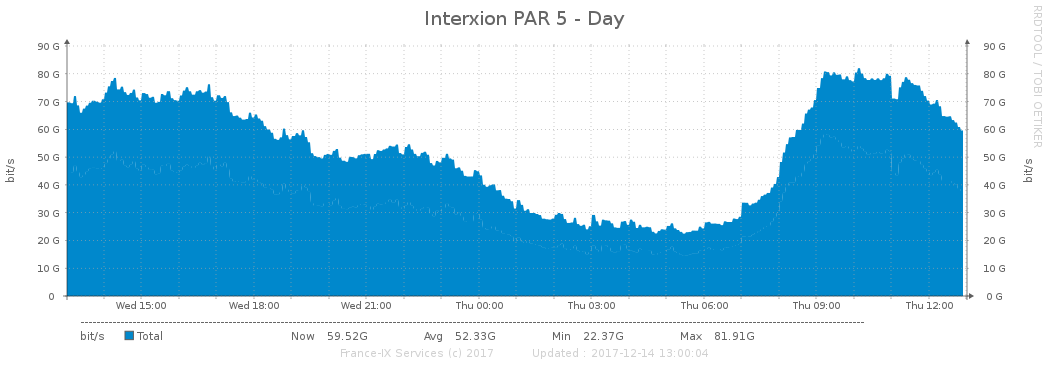 Interxion PAR 5 - Day
RRDTOOL / TOBI OETIKER
bit/s
90 G
80 G
70 G
60 G
50 G
40 G
30 G
20 G
10 G
0
90 G
80 G
70 G
60 G
50 G
40 G
30 G
20 G
10 G
0 G
bit/s
Wed 15:00 Wed 18:00 Wed 21:00 Thu 00:00 Thu 03:00 Thu 06:00 Thu 09:00 Thu 12:00
bit/s Total Now 59.52G Avg 52.33G Min 22.37G Max 81.91G
France-IX Services (c) 2017 Updated : 2017-12-14 13:00:04